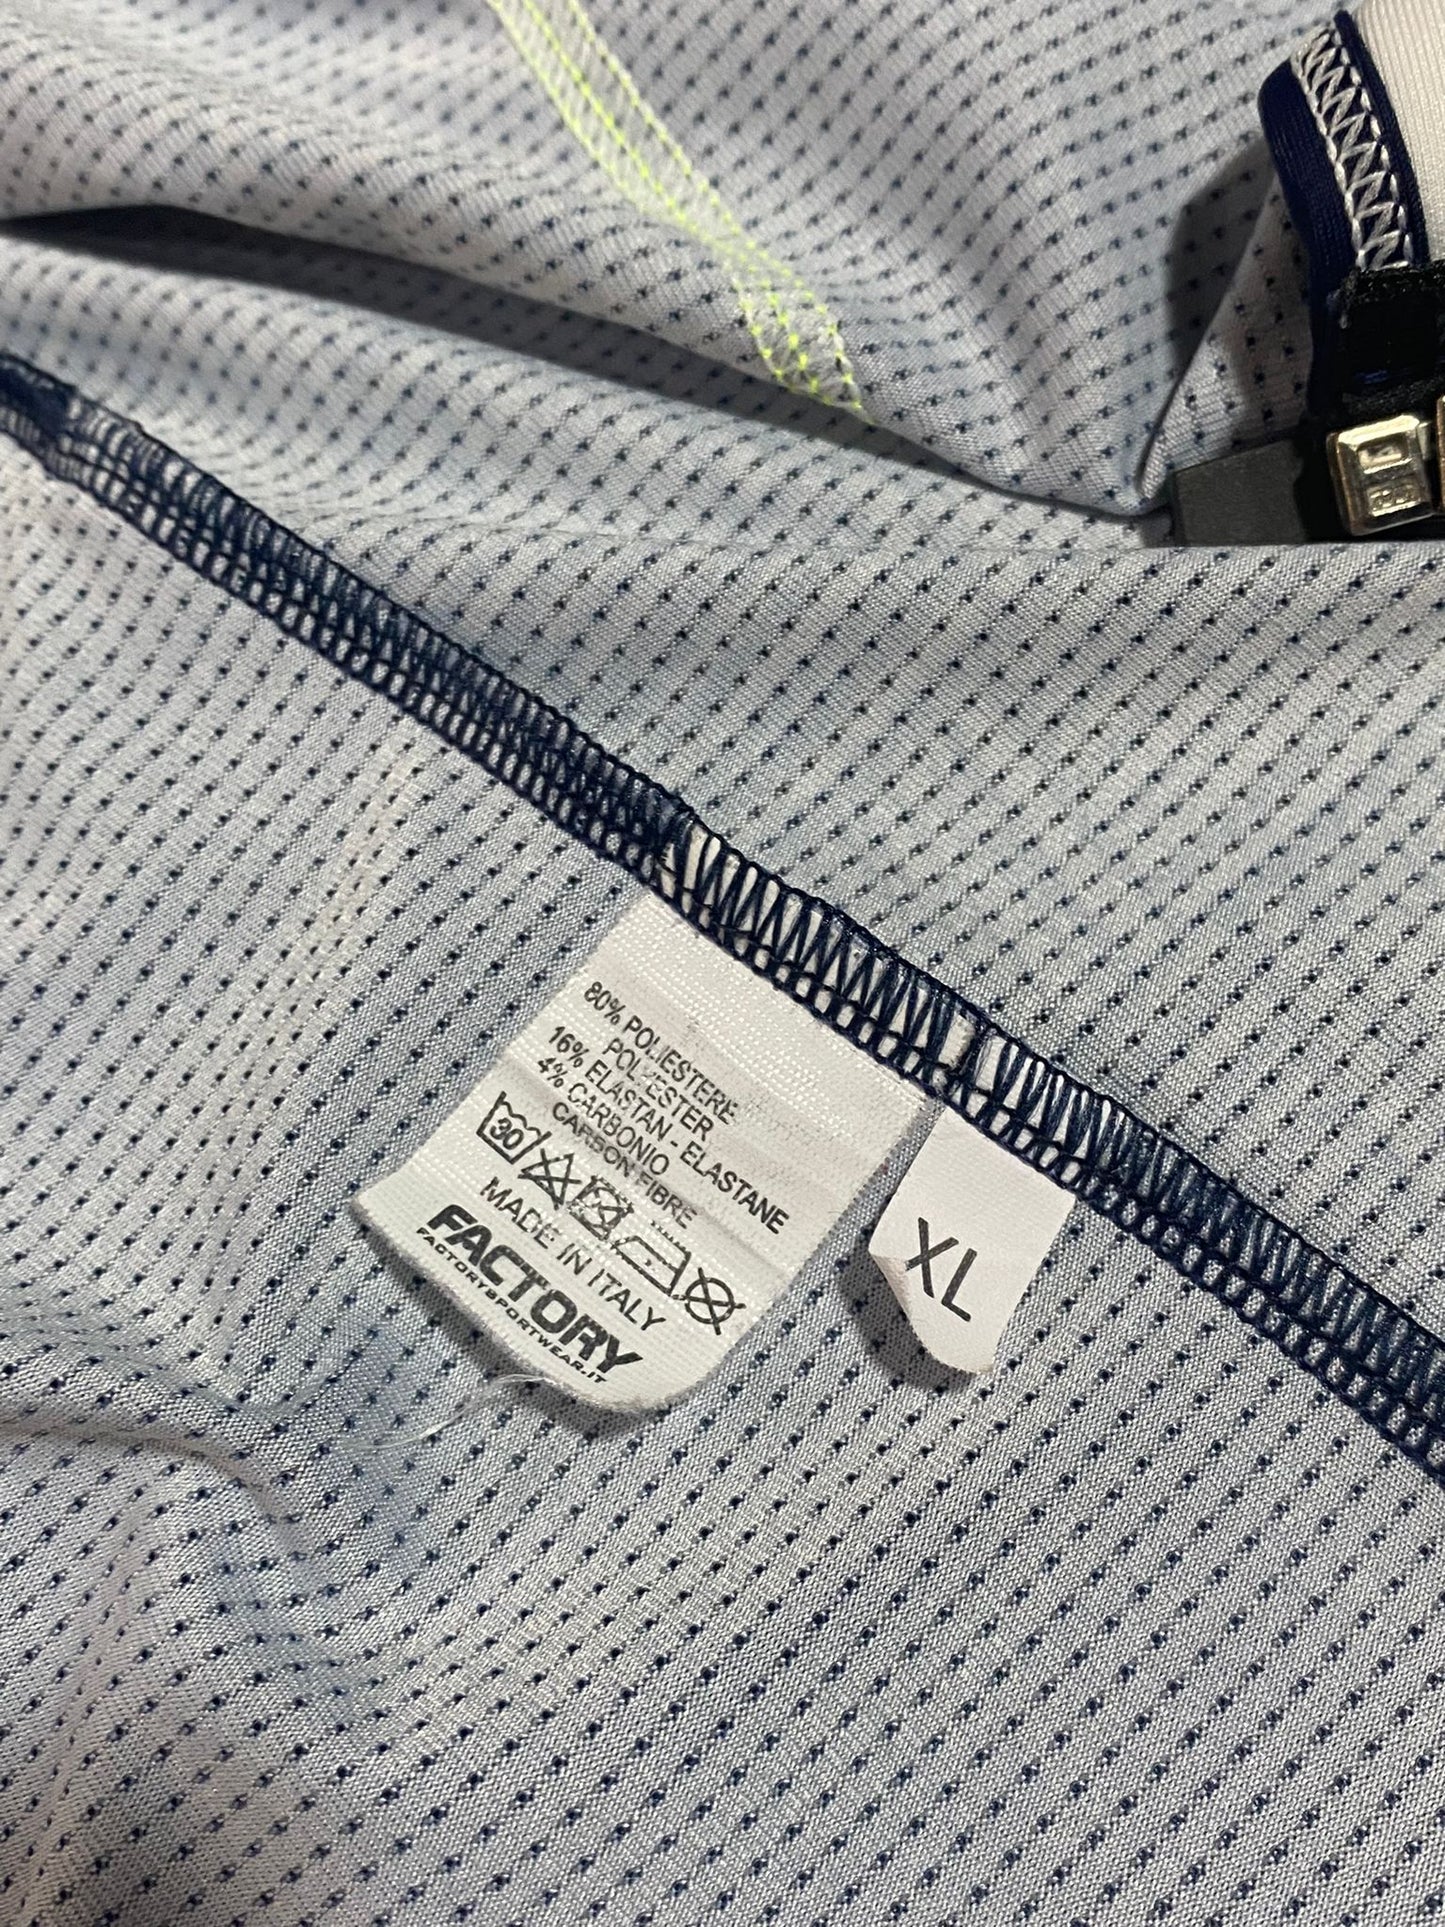 80% POLIESTERE
POLYESTER
16% ELASTAN - ELASTANE
4% CARBONIO
CARBON FIBRE
30
MADE IN ITALY
FACTORY
FACTORYSPORTWEAR.IT
XL